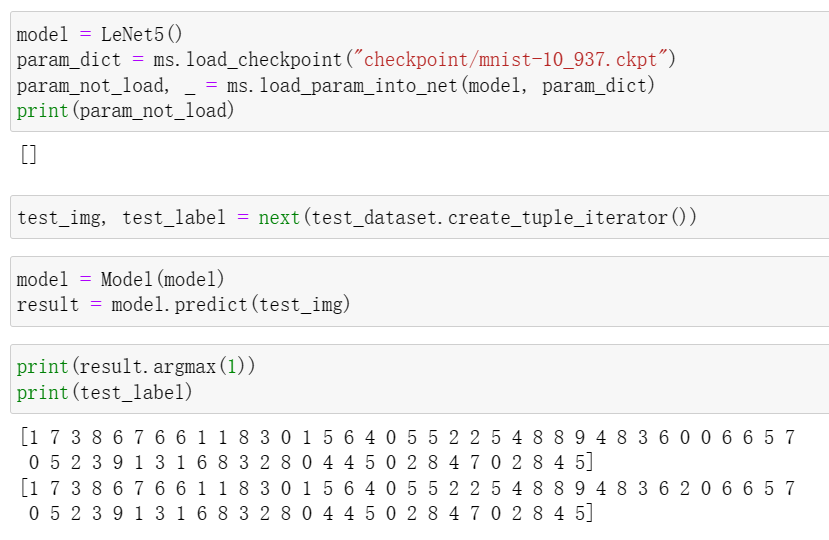 model = LeNet5()
param_dict = ms.load_checkpoint("checkpoint/mnist-10_937.ckpt")
param_not_load, _ = ms.load_param_into_net(model, param_dict)
print(param_not_load)
[]
test_img, test_label = next(test_dataset.create_tuple_iterator())
model = Model(model)
result = model.predict(test_img)
print(result.argmax(1))
print(test_label)
[1 7 3 8 6 7 6 6 1 1 8 3 0 1 5 6 4 0 5 5 2 2 5 4 8 8 9 4 8 3 6 0 0 6 6 5 7
0 5 2 3 9 1 3 1 6 8 3 2 8 0 4 4 5 0 2 8 4 7 0 2 8 4 5]
[1 7 3 8 6 7 6 6 1 1 8 3 0 1 5 6 4 0 5 5 2 2 5 4 8 8 9 4 8 3 6 2 0 6 6 5 7
0 5 2 3 9 1 3 1 6 8 3 2 8 0 4 4 5 0 2 8 4 7 0 2 8 4 5]